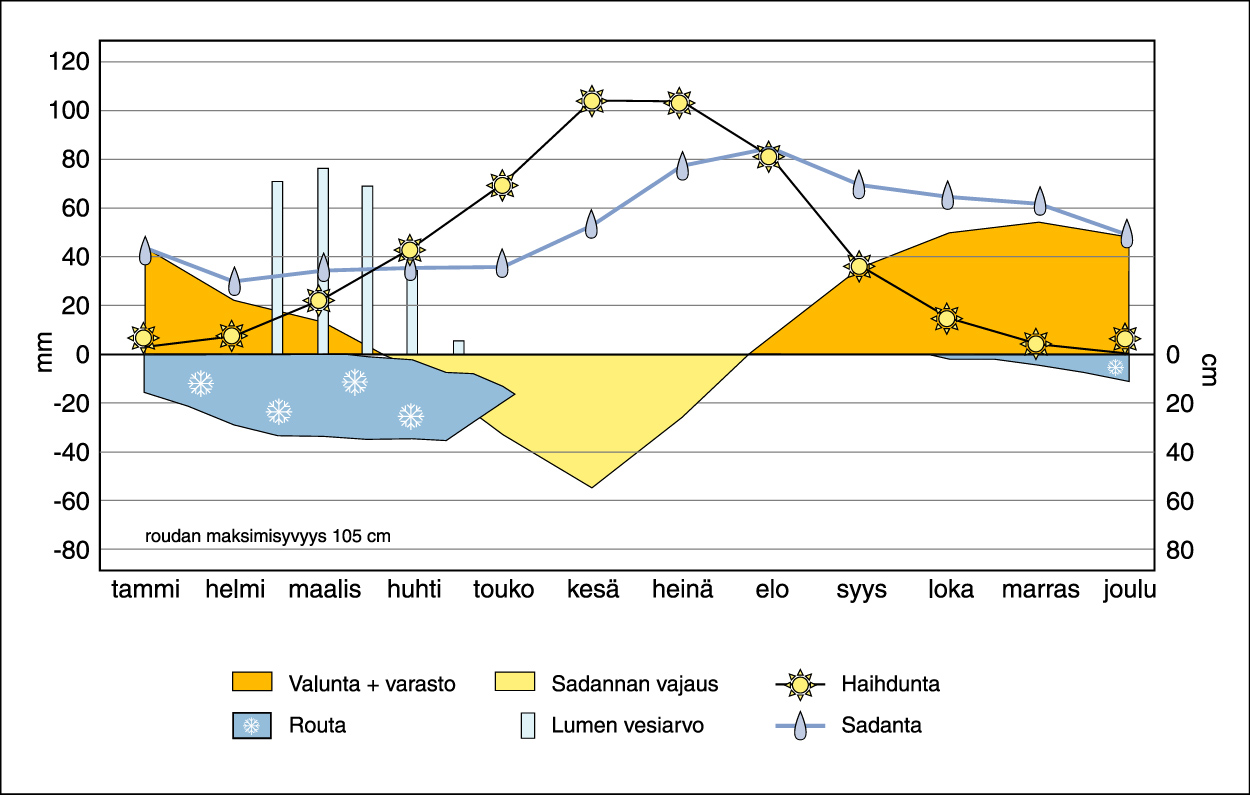 120
100
80
60
40
20
0 0
-20 20
-40 40
-60 60
-80 80
mm
cm
roudan maksimisyvyys 105 cm
tammi helmi maalis huhti touko kesä heinä elo syys loka marras joulu
Valunta + varasto Sadannan vajaus Haihdunta
Routa Lumen vesiarvo Sadanta